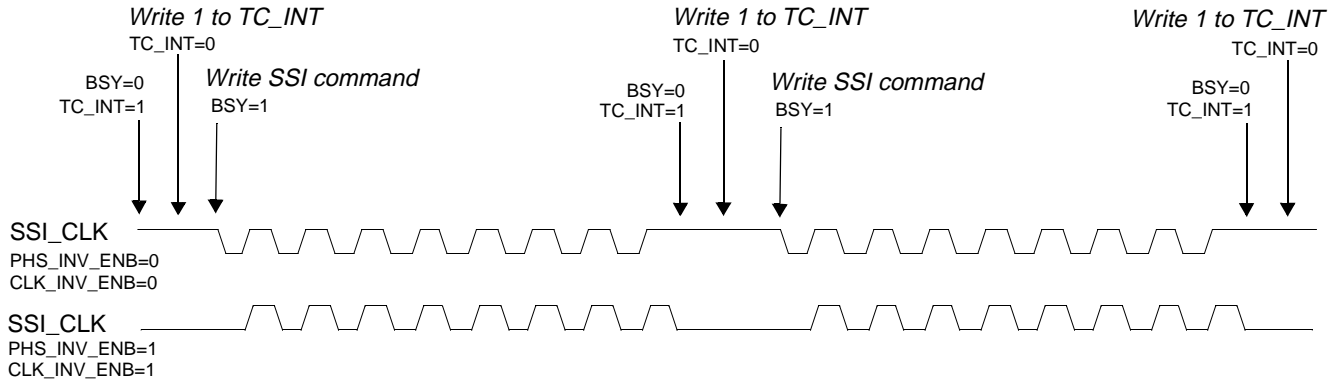 Write 1 to TC_INT
TC_INT=0
BSY=0
TC_INT=1
Write SSI command
BSY=1
Write 1 to TC_INT
TC_INT=0
BSY=0
TC_INT=1
Write SSI command
BSY=1
Write 1 to TC_INT
TC_INT=0
BSY=0
TC_INT=1
SSI_CLK
PHS_INV_ENB=0
CLK_INV_ENB=0
SSI_CLK
PHS_INV_ENB=1
CLK_INV_ENB=1